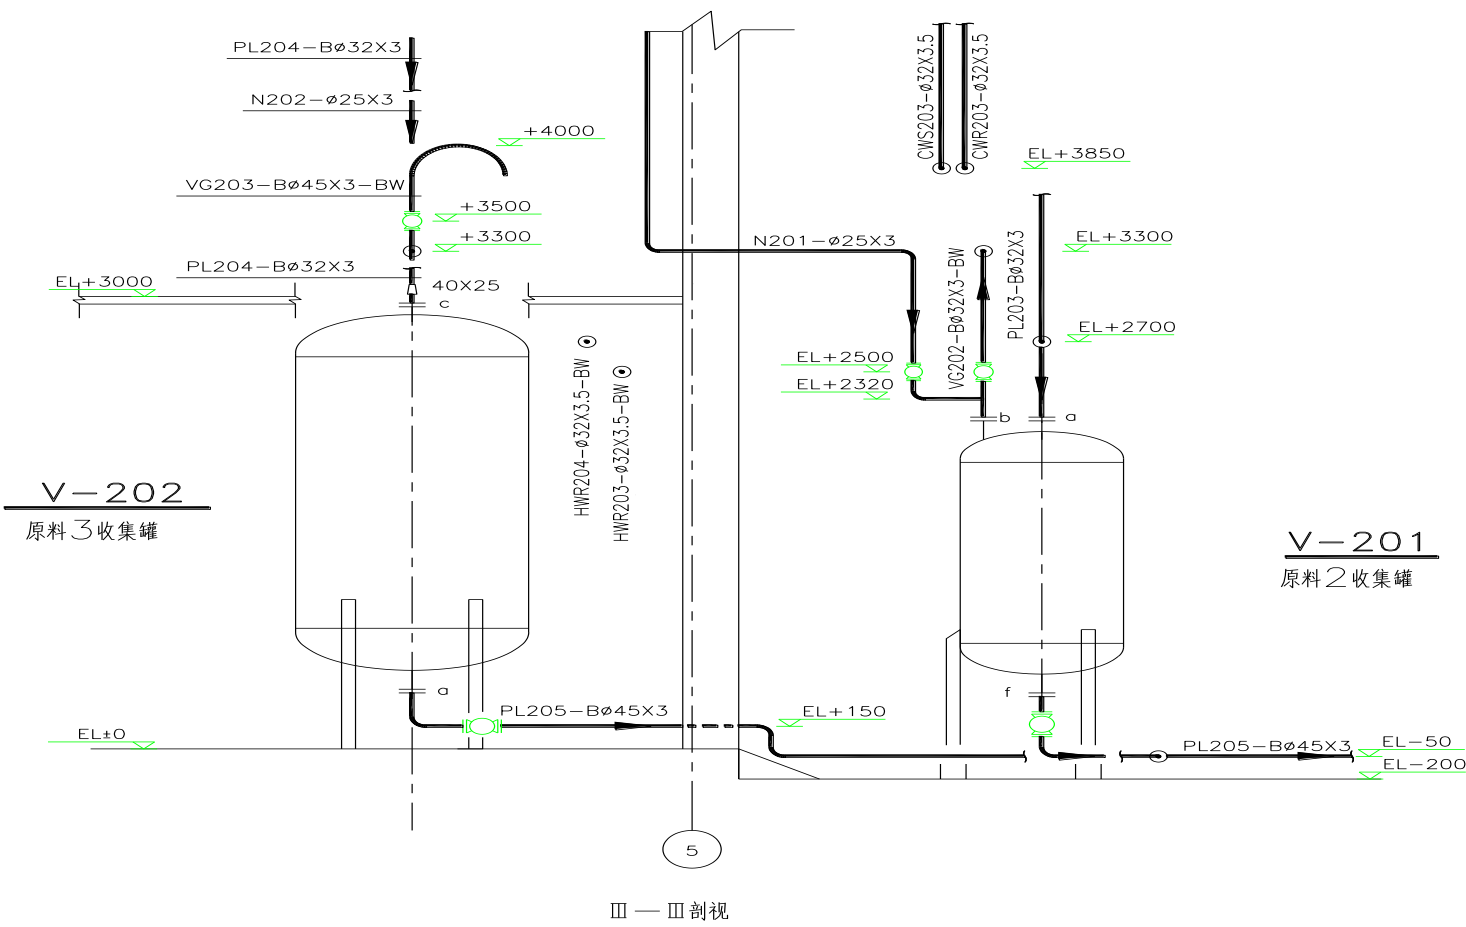 PL204-BØ32X3
N202-Ø25X3
+4000
VG203-BØ45X3-BW
+3500
+3300
PL204-BØ32X3
EL+3000
40X25
c
HWR204-Ø32X3.5-BW
HWR203-Ø32X3.5-BW
V-202
原料3收集罐
a
PL205-BØ45X3
EL±0
5
CWS203-Ø32X3.5
CWR203-Ø32X3.5
EL+3850
N201-Ø25X3
VG202-BØ32X3-BW
PL203-BØ32X3
EL+3300
EL+2700
EL+2500
EL+2320
b
a
V-201
原料2收集罐
f
EL+150
PL205-BØ45X3
EL-50
EL-200
Ⅲ—Ⅲ剖视